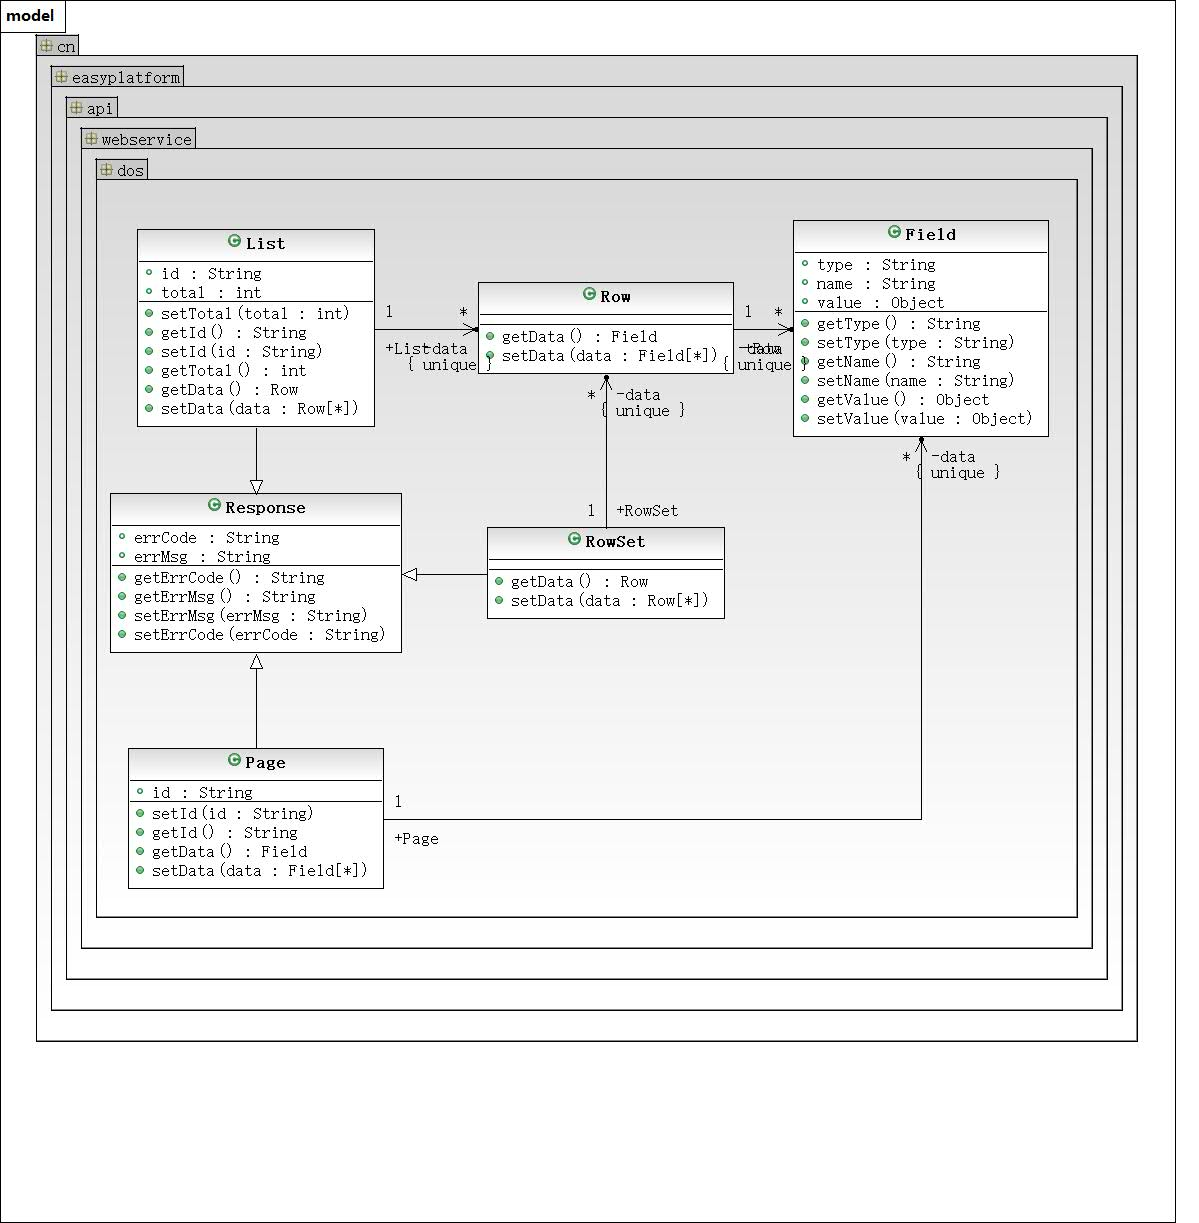 model
cn
easyplatform
api
webservice
dos
List
id : String
total : int
setTotal(total : int)
getId() : String
setId(id : String)
getTotal() : int
getData() : Row
setData(data : Row[*])
1
*
+List
-data
{ unique }
Row
getData() : Field
setData(data : Field[*])
1
*
-data
+Row
{ unique }
Field
type : String
name : String
value : Object
getType() : String
setType(type : String)
getName() : String
setName(name : String)
getValue() : Object
setValue(value : Object)
* -data
{ unique }
* -data
{ unique }
1 +RowSet
Response
errCode : String
errMsg : String
getErrCode() : String
getErrMsg() : String
setErrMsg(errMsg : String)
setErrCode(errCode : String)
RowSet
getData() : Row
setData(data : Row[*])
Page
id : String
setId(id : String)
getId() : String
getData() : Field
setData(data : Field[*])
1
+Page